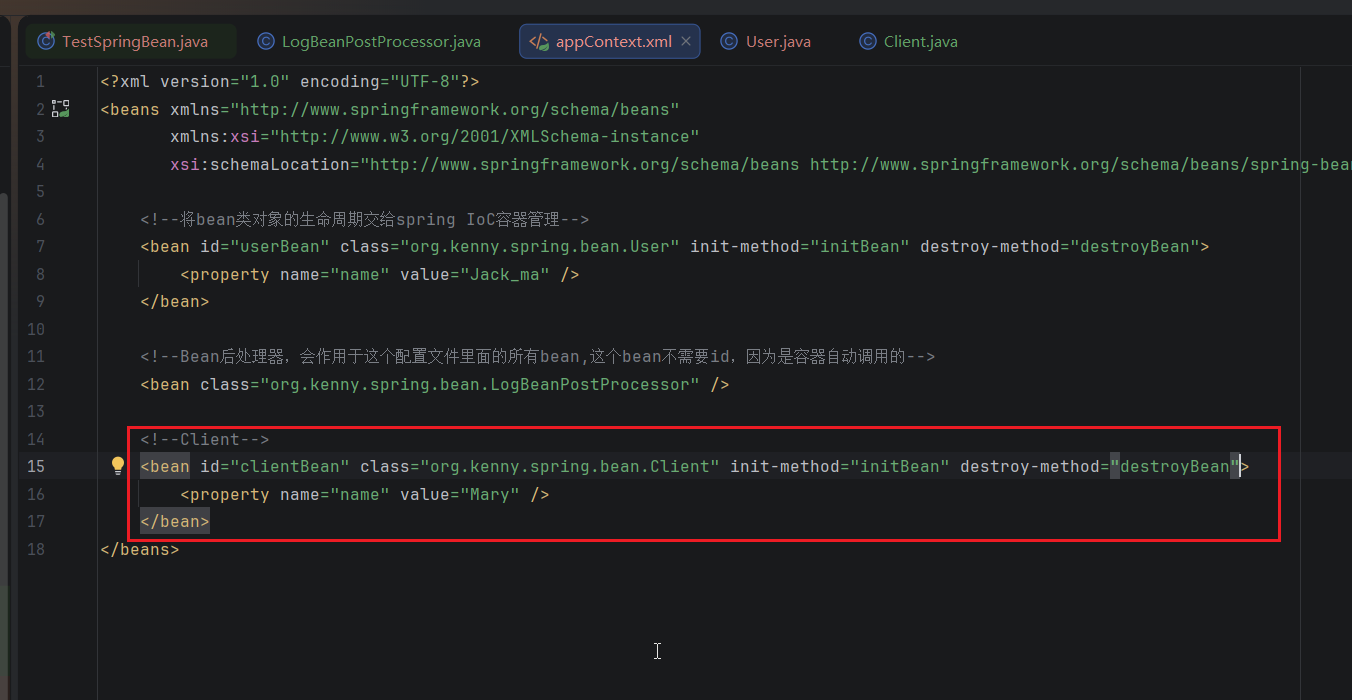 TestSpringBean.java LogBeanPostProcessor.java appContext.xml User.java Client.java
1 <?xml version="1.0" encoding="UTF-8"?>
2 <beans xmlns="http://www.springframework.org/schema/beans"
3 xmlns:xsi="http://www.w3.org/2001/XMLSchema-instance"
4 xsi:schemaLocation="http://www.springframework.org/schema/beans http://www.springframework.org/schema/beans/spring-bea
5
6 <!--将bean类对象的生命周期交给spring IoC容器管理-->
7 <bean id="userBean" class="org.kenny.spring.bean.User" init-method="initBean" destroy-method="destroyBean">
8 <property name="name" value="Jack_ma" />
9 </bean>
10
11 <!--Bean后处理器，会作用于这个配置文件里面的所有bean,这个bean不需要id，因为是容器自动调用的-->
12 <bean class="org.kenny.spring.bean.LogBeanPostProcessor" />
13
14 <!--Client-->
15 <bean id="clientBean" class="org.kenny.spring.bean.Client" init-method="initBean" destroy-method="destroyBean">
16 <property name="name" value="Mary" />
17 </bean>
18 </beans>